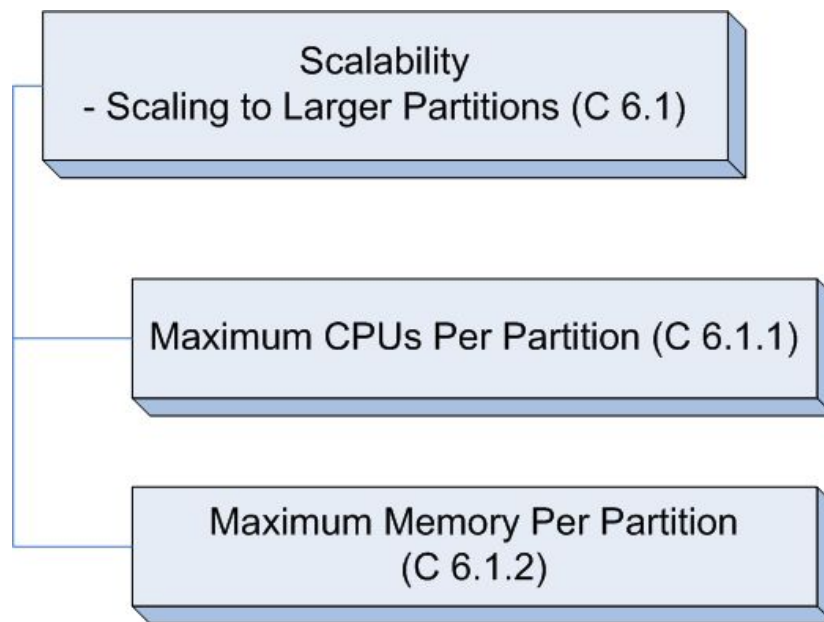 Scalability
- Scaling to Larger Partitions (C 6.1)
Maximum CPUs Per Partition (C 6.1.1)
Maximum Memory Per Partition
(C 6.1.2)